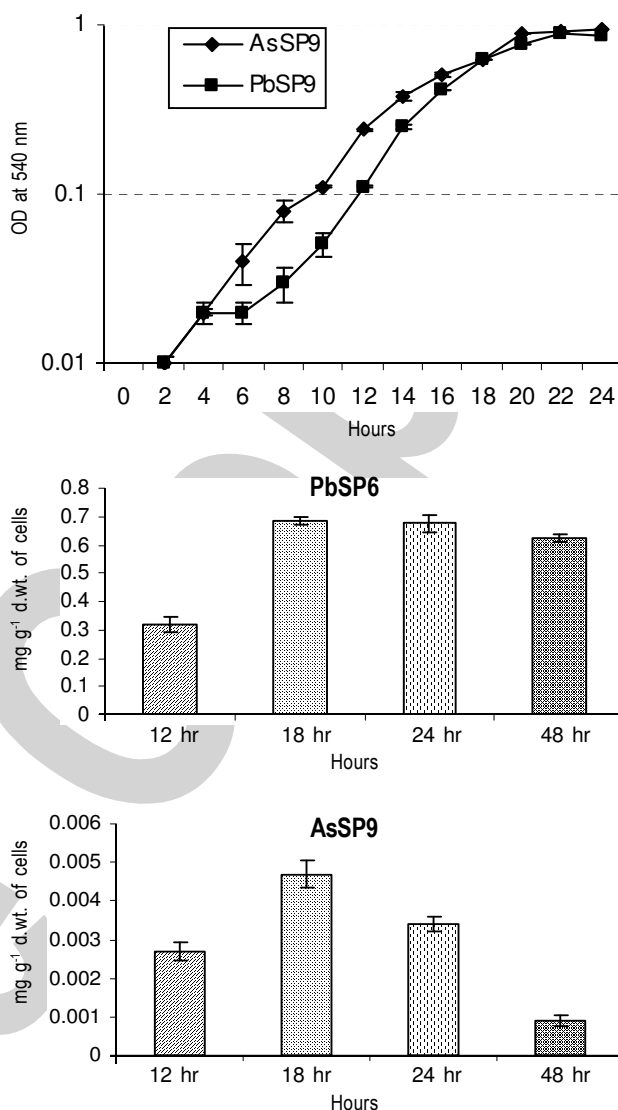 1
AsSP9
PbSP9
OD at 540 nm
0.1
0.01
0 2 4 6 8 10 12 14 16 18 20 22 24
Hours
PbSP6
0.8
0.7
0.6
0.5
0.4
0.3
0.2
0.1
0
mg g⁻¹ d.wt. of cells
12 hr 18 hr 24 hr 48 hr
Hours
AsSP9
0.006
0.005
0.004
0.003
0.002
0.001
0
mg g⁻¹ d.wt. of cells
12 hr 18 hr 24 hr 48 hr
Hours